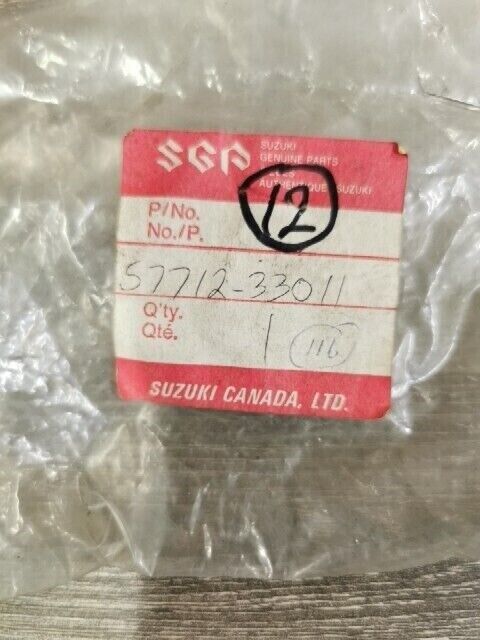 SGP
SUZUKI
GENUINE PARTS
AUTHENTIQUE SUZUKI
12
P/No.
No./P.
57712-33011
Q'ty.
Qté.
1
116
SUZUKI CANADA, LTD.